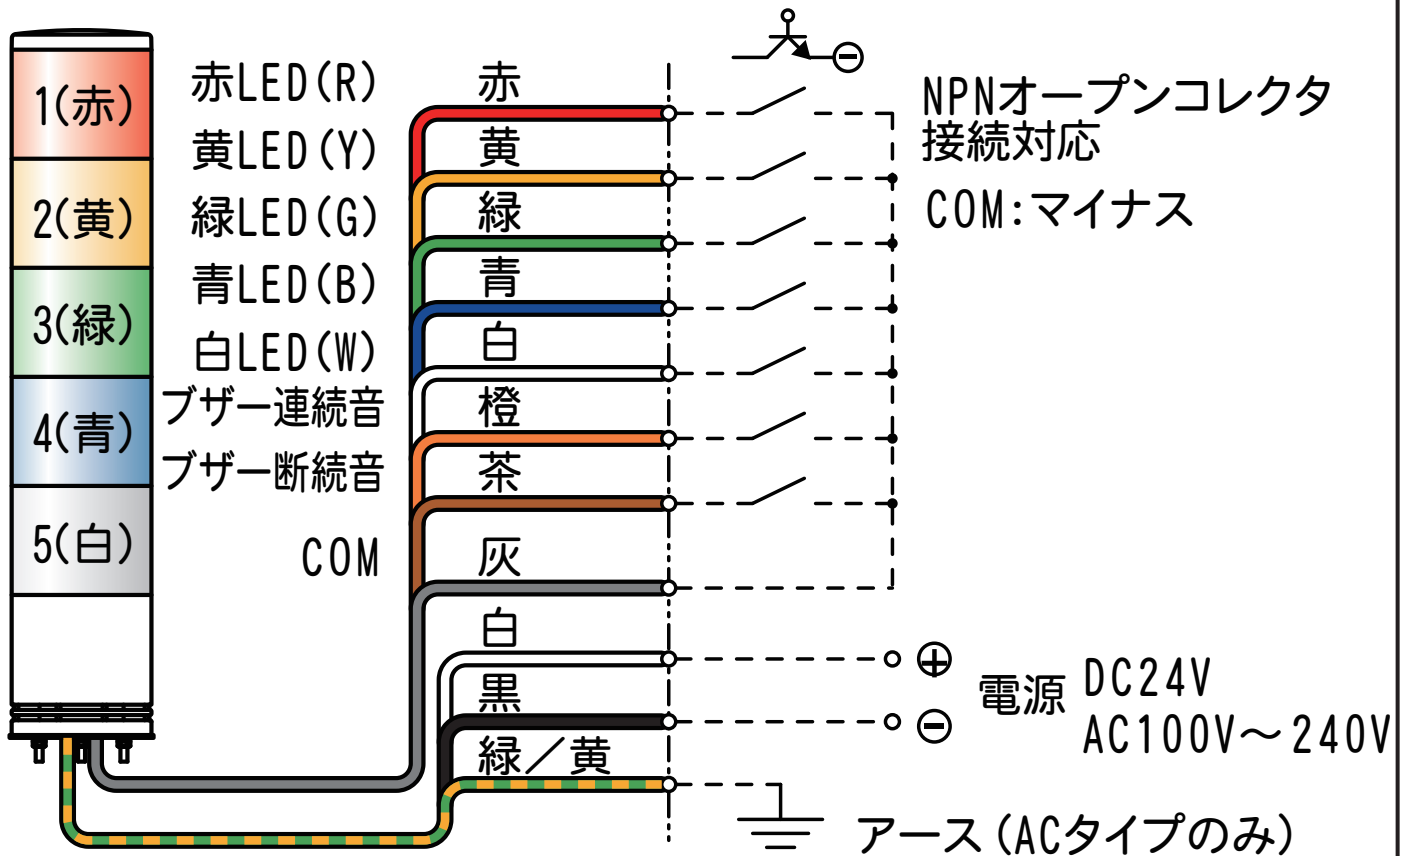 1(赤)
2(黄)
3(緑)
4(青)
5(白)
赤LED(R)
黄LED(Y)
緑LED(G)
青LED(B)
白LED(W)
ブザー連続音
ブザー断続音
COM
赤
黄
緑
青
白
橙
茶
灰
白
黒
緑／黄
NPNオープンコレクタ
接続対応
COM:マイナス
電源
DC24V
AC100V～240V
アース(ACタイプのみ)